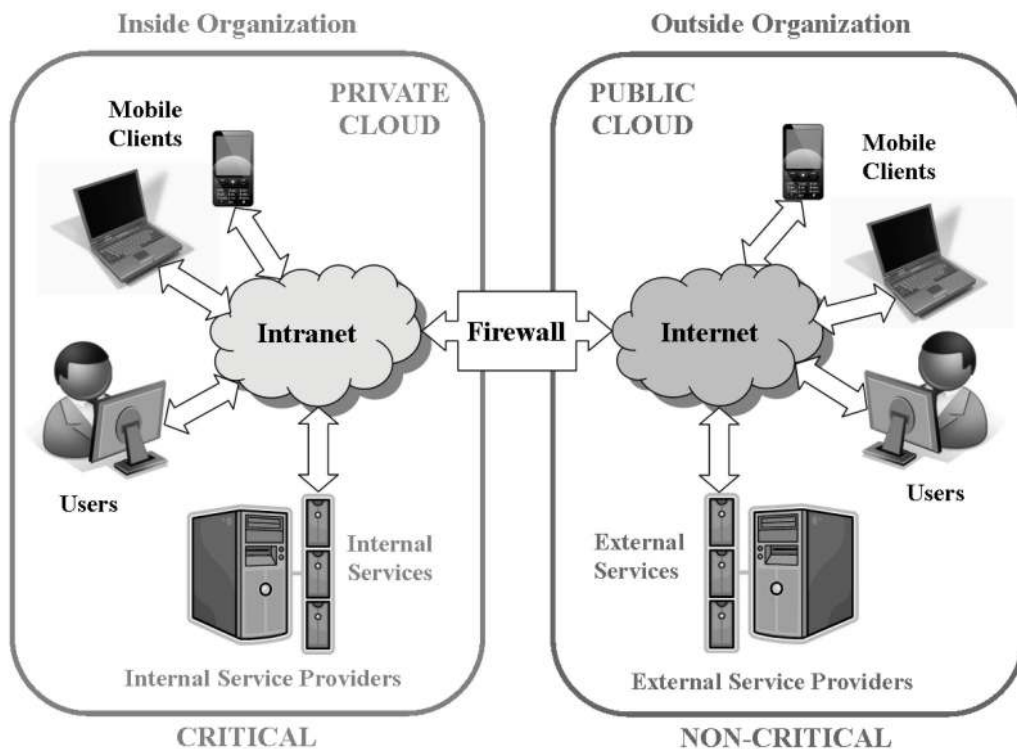 Inside Organization
PRIVATE
CLOUD
Mobile
Clients
Intranet
Users
Internal
Services
Internal Service Providers
CRITICAL
Firewall
Outside Organization
PUBLIC
CLOUD
Mobile
Clients
Internet
Users
External
Services
External Service Providers
NON-CRITICAL